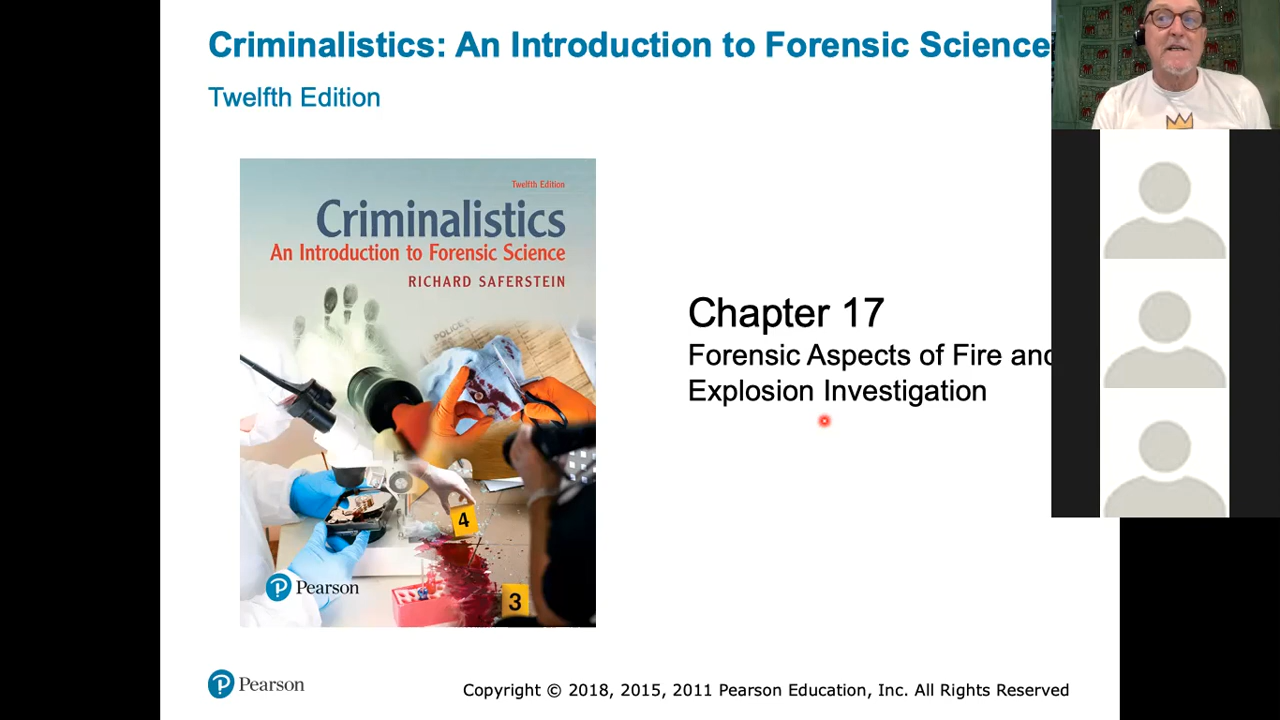 Criminalistics: An Introduction to Forensic Science
Twelfth Edition
Twelfth Edition
Criminalistics
An Introduction to Forensic Science
RICHARD SAFERSTEIN
POLICE
4
3
Pearson
Chapter 17
Forensic Aspects of Fire and
Explosion Investigation
Pearson
Copyright © 2018, 2015, 2011 Pearson Education, Inc. All Rights Reserved